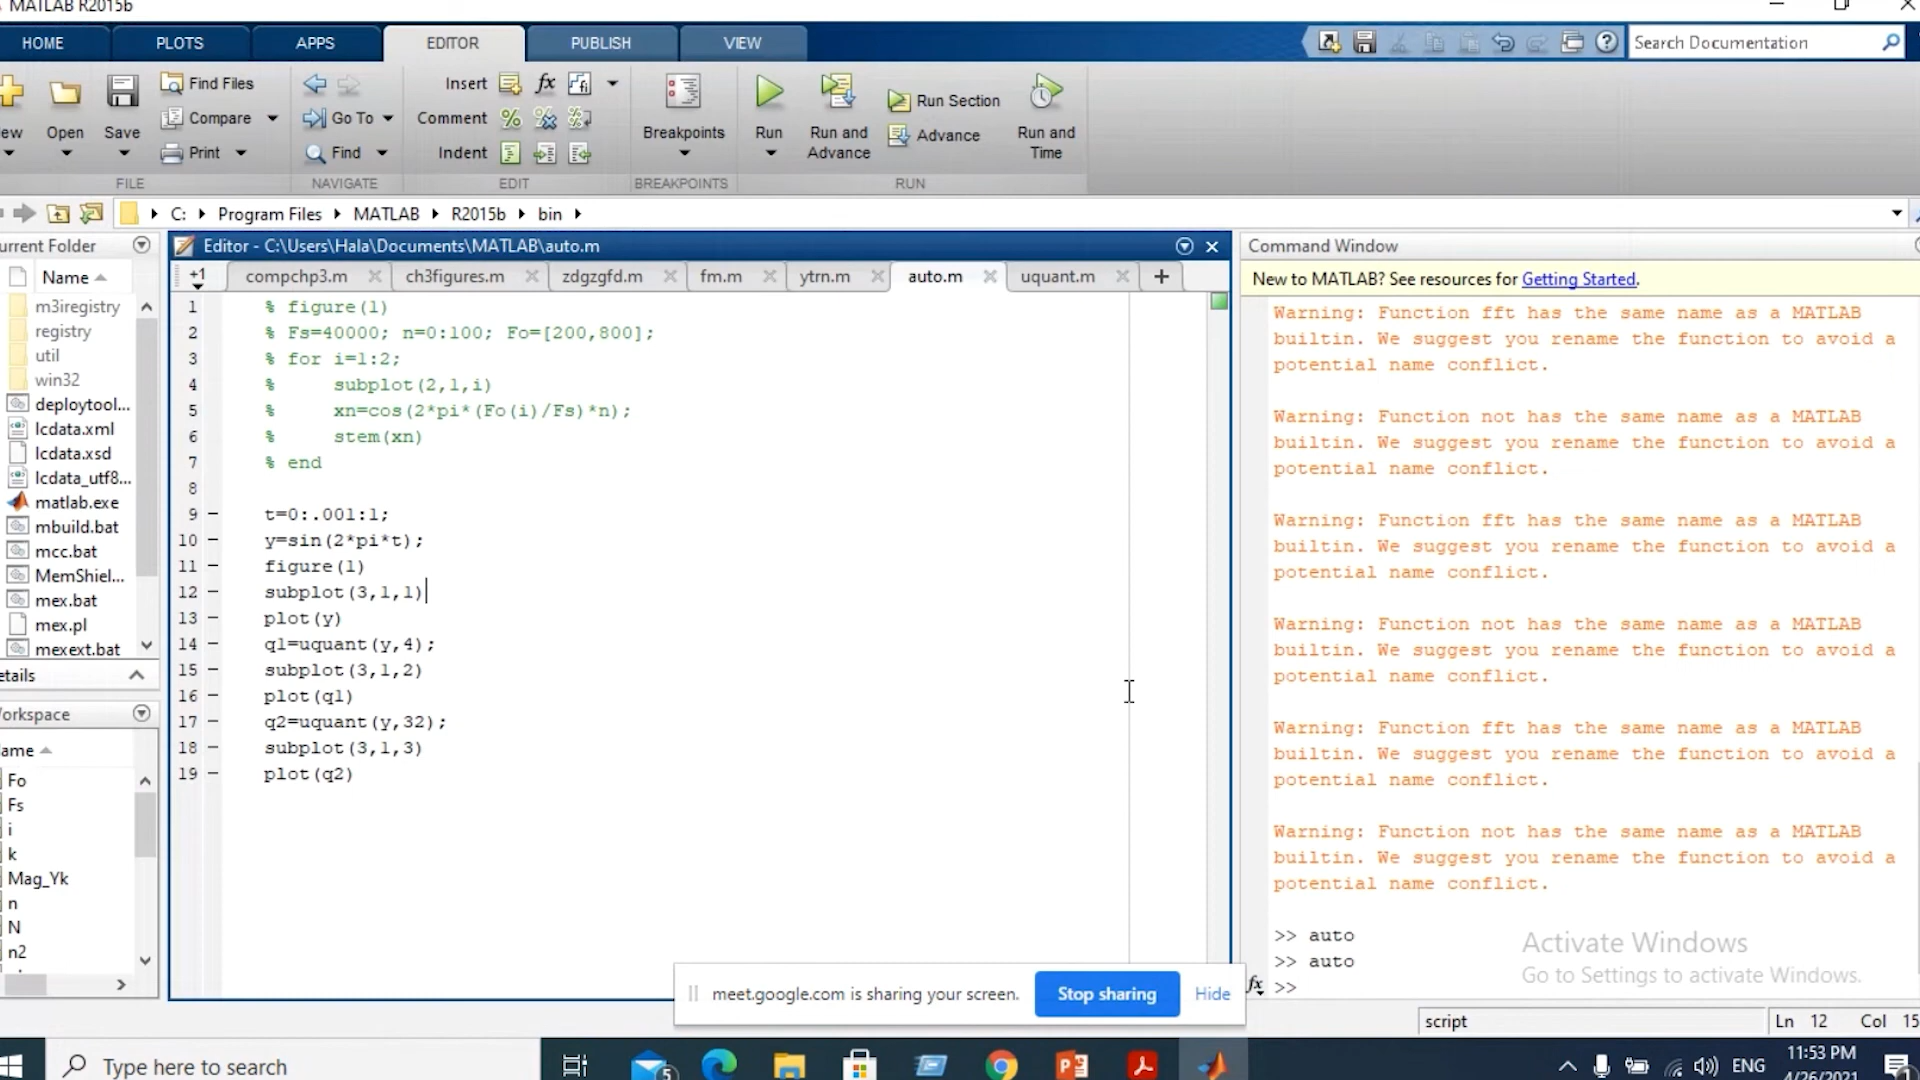 MATLAB R2015b
HOME PLOTS APPS EDITOR PUBLISH VIEW
Search Documentation
Find Files
Compare
Print
Open
Save
Go To
Find
Insert
Comment
Indent
fx
Breakpoints
Run
Run and Advance
Run Section
Advance
Run and Time
FILE NAVIGATE EDIT BREAKPOINTS RUN
C: Program Files MATLAB R2015b bin
urrent Folder
Name
m3iregistry
registry
util
win32
deploytool...
lcdata.xml
lcdata.xsd
lcdata_utf8...
matlab.exe
mbuild.bat
mcc.bat
MemShiel...
mex.bat
mex.pl
mexext.bat
etails
orkspace
ame
Fo
Fs
i
k
Mag_Yk
n
N
n2
Editor - C:\Users\Hala\Documents\MATLAB\auto.m
+1 compchp3.m ch3figures.m zdgzgfd.m fm.m ytrn.m auto.m uquant.m
1 % figure(1)
2 % Fs=40000; n=0:100; Fo=[200,800];
3 % for i=1:2;
4 %     subplot(2,1,i)
5 %     xn=cos(2*pi*(Fo(i)/Fs)*n);
6 %     stem(xn)
7 % end
8
9 – t=0:.001:1;
10 – y=sin(2*pi*t);
11 – figure(1)
12 – subplot(3,1,1)
13 – plot(y)
14 – q1=uquant(y,4);
15 – subplot(3,1,2)
16 – plot(q1)
17 – q2=uquant(y,32);
18 – subplot(3,1,3)
19 – plot(q2)
Command Window
New to MATLAB? See resources for Getting Started.
Warning: Function fft has the same name as a MATLAB
builtin. We suggest you rename the function to avoid a
potential name conflict.
Warning: Function not has the same name as a MATLAB
builtin. We suggest you rename the function to avoid a
potential name conflict.
Warning: Function fft has the same name as a MATLAB
builtin. We suggest you rename the function to avoid a
potential name conflict.
Warning: Function not has the same name as a MATLAB
builtin. We suggest you rename the function to avoid a
potential name conflict.
Warning: Function fft has the same name as a MATLAB
builtin. We suggest you rename the function to avoid a
potential name conflict.
Warning: Function not has the same name as a MATLAB
builtin. We suggest you rename the function to avoid a
potential name conflict.
>> auto
>> auto
fx >>
Activate Windows
Go to Settings to activate Windows.
meet.google.com is sharing your screen. Stop sharing Hide
script Ln 12 Col 15
Type here to search
5
ENG
11:53 PM
4/26/2021
1